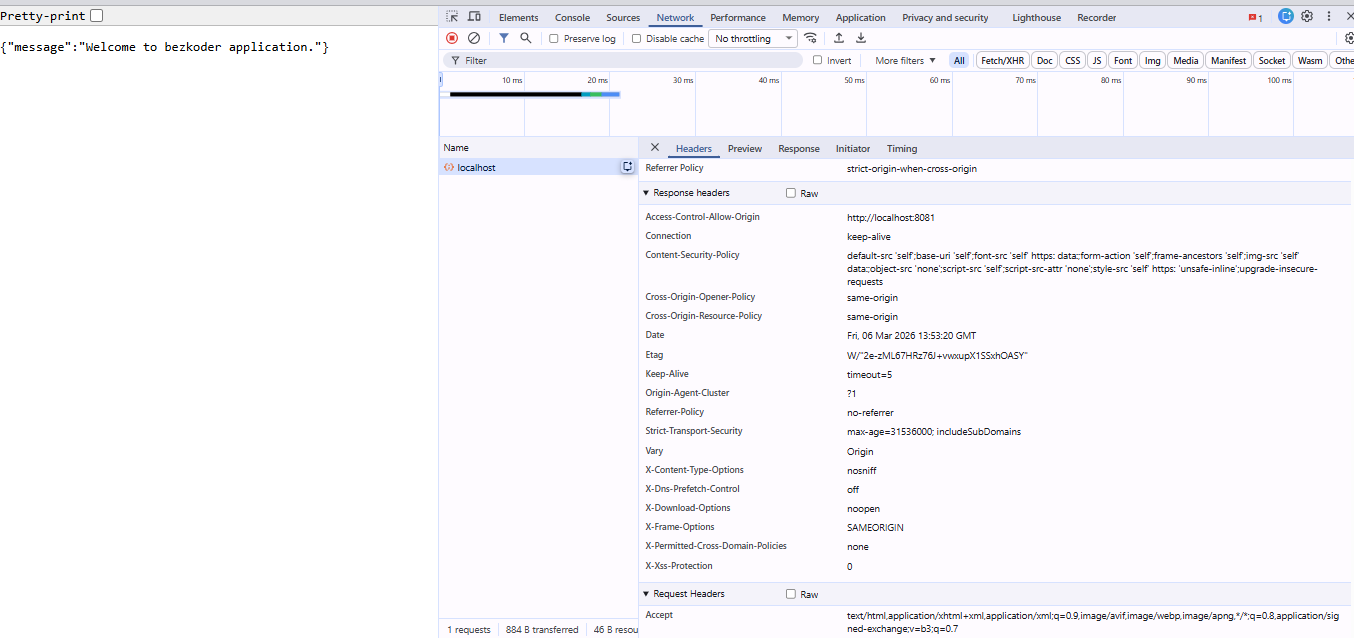 Pretty-print
{"message":"Welcome to bezkoder application."}
Elements Console Sources Network Performance Memory Application Privacy and security Lighthouse Recorder 1
Preserve log Disable cache No throttling
Filter Invert More filters All Fetch/XHR Doc CSS JS Font Img Media Manifest Socket Wasm Othe
10 ms 20 ms 30 ms 40 ms 50 ms 60 ms 70 ms 80 ms 90 ms 100 ms
Name
localhost
Headers Preview Response Initiator Timing
Referrer Policy strict-origin-when-cross-origin
Response headers Raw
Access-Control-Allow-Origin http://localhost:8081
Connection keep-alive
Content-Security-Policy default-src 'self';base-uri 'self';font-src 'self' https: data:;form-action 'self';frame-ancestors 'self';img-src 'self'
data:;object-src 'none';script-src 'self';script-src-attr 'none';style-src 'self' https: 'unsafe-inline';upgrade-insecure-
requests
Cross-Origin-Opener-Policy same-origin
Cross-Origin-Resource-Policy same-origin
Date Fri, 06 Mar 2026 13:53:20 GMT
Etag W/"2e-zML67HRz76J+vwxupX1SSxhOASY"
Keep-Alive timeout=5
Origin-Agent-Cluster ?1
Referrer-Policy no-referrer
Strict-Transport-Security max-age=31536000; includeSubDomains
Vary Origin
X-Content-Type-Options nosniff
X-Dns-Prefetch-Control off
X-Download-Options noopen
X-Frame-Options SAMEORIGIN
X-Permitted-Cross-Domain-Policies none
X-Xss-Protection 0
Request Headers Raw
Accept text/html,application/xhtml+xml,application/xml;q=0.9,image/avif,image/webp,image/apng,*/*;q=0.8,application/sig
ned-exchange;v=b3;q=0.7
1 requests 884 B transferred 46 B resou